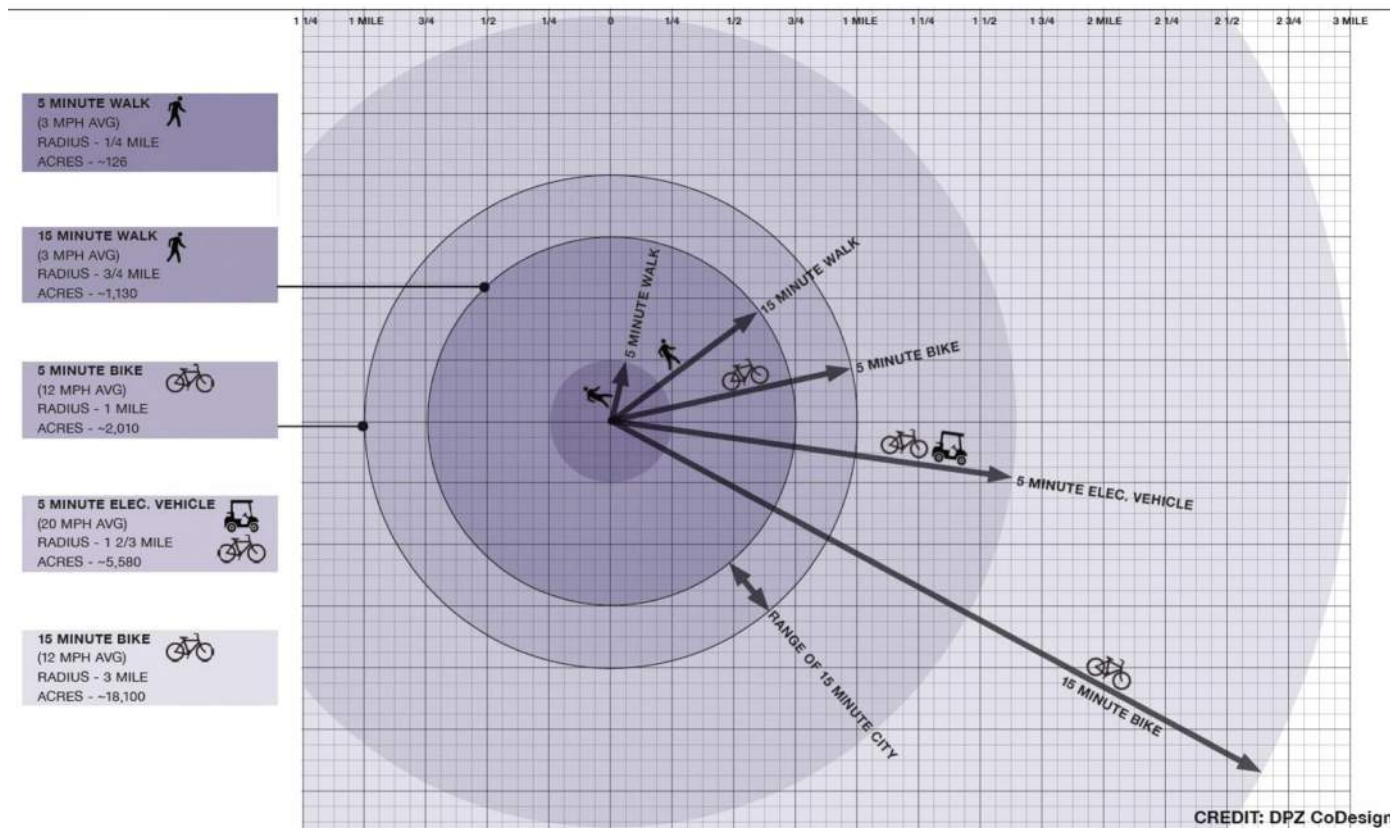 1 1/4 1 MILE 3/4 1/2 1/4 0 1/4 1/2 3/4 1 MILE 1 1/4 1 1/2 1 3/4 2 MILE 2 1/4 2 1/2 2 3/4 3 MILE
5 MINUTE WALK
(3 MPH AVG)
RADIUS - 1/4 MILE
ACRES - ~126
15 MINUTE WALK
(3 MPH AVG)
RADIUS - 3/4 MILE
ACRES - ~1,130
5 MINUTE BIKE
(12 MPH AVG)
RADIUS - 1 MILE
ACRES - ~2,010
5 MINUTE ELEC. VEHICLE
(20 MPH AVG)
RADIUS - 1 2/3 MILE
ACRES - ~5,580
15 MINUTE BIKE
(12 MPH AVG)
RADIUS - 3 MILE
ACRES - ~18,100
5 MINUTE WALK
15 MINUTE WALK
5 MINUTE BIKE
5 MINUTE ELEC. VEHICLE
RANGE OF 15 MINUTE CITY
15 MINUTE BIKE
CREDIT: DPZ CoDesign